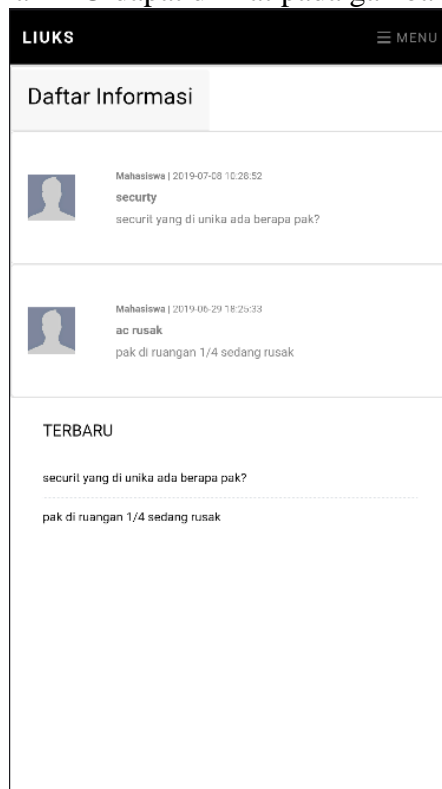 LIUKS
☰ MENU
Daftar Informasi
Mahasiswa | 2019-07-08 10:28:52
securty
securit yang di unika ada berapa pak?
Mahasiswa | 2019-06-29 18:25:33
ac rusak
pak di ruangan 1/4 sedang rusak
TERBARU
securit yang di unika ada berapa pak?
pak di ruangan 1/4 sedang rusak